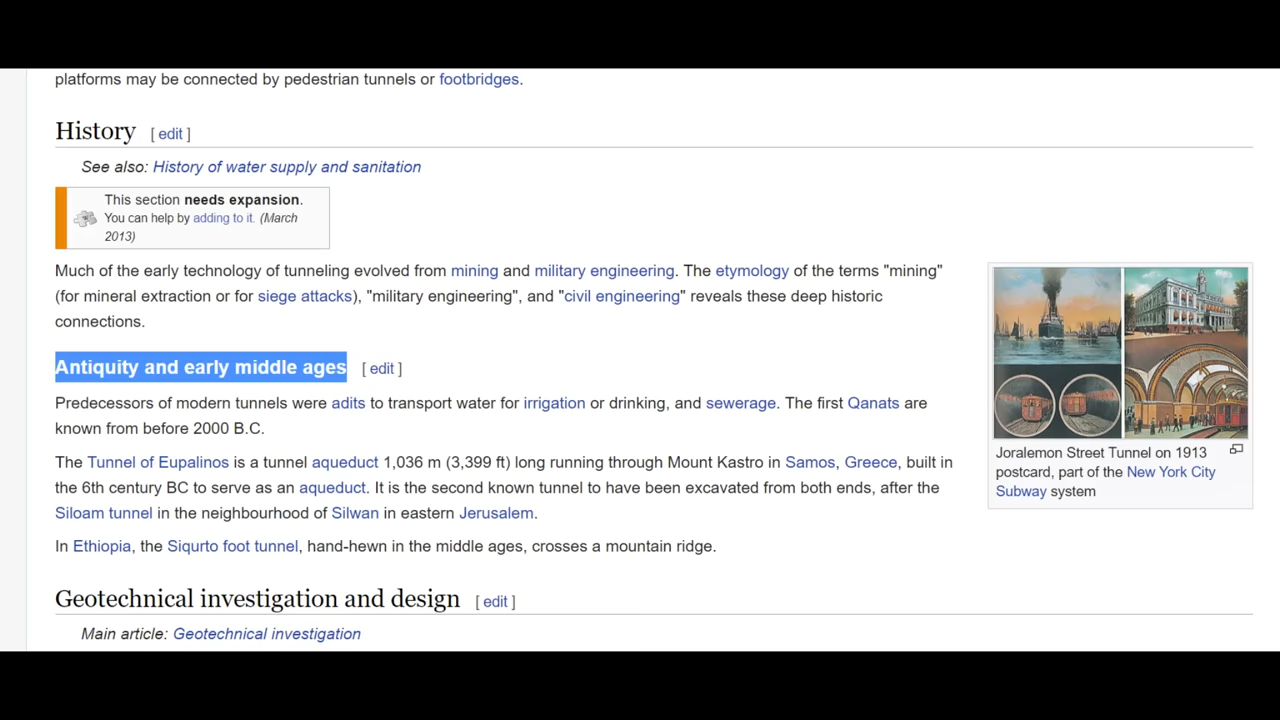 platforms may be connected by pedestrian tunnels or footbridges.
History [ edit ]
See also: History of water supply and sanitation
This section needs expansion.
You can help by adding to it. (March
2013)
Much of the early technology of tunneling evolved from mining and military engineering. The etymology of the terms "mining"
(for mineral extraction or for siege attacks), "military engineering", and "civil engineering" reveals these deep historic
connections.
Antiquity and early middle ages [ edit ]
Predecessors of modern tunnels were adits to transport water for irrigation or drinking, and sewerage. The first Qanats are
known from before 2000 B.C.
The Tunnel of Eupalinos is a tunnel aqueduct 1,036 m (3,399 ft) long running through Mount Kastro in Samos, Greece, built in
the 6th century BC to serve as an aqueduct. It is the second known tunnel to have been excavated from both ends, after the
Siloam tunnel in the neighbourhood of Silwan in eastern Jerusalem.
In Ethiopia, the Siqurto foot tunnel, hand-hewn in the middle ages, crosses a mountain ridge.
Joralemon Street Tunnel on 1913
postcard, part of the New York City
Subway system
Geotechnical investigation and design [ edit ]
Main article: Geotechnical investigation